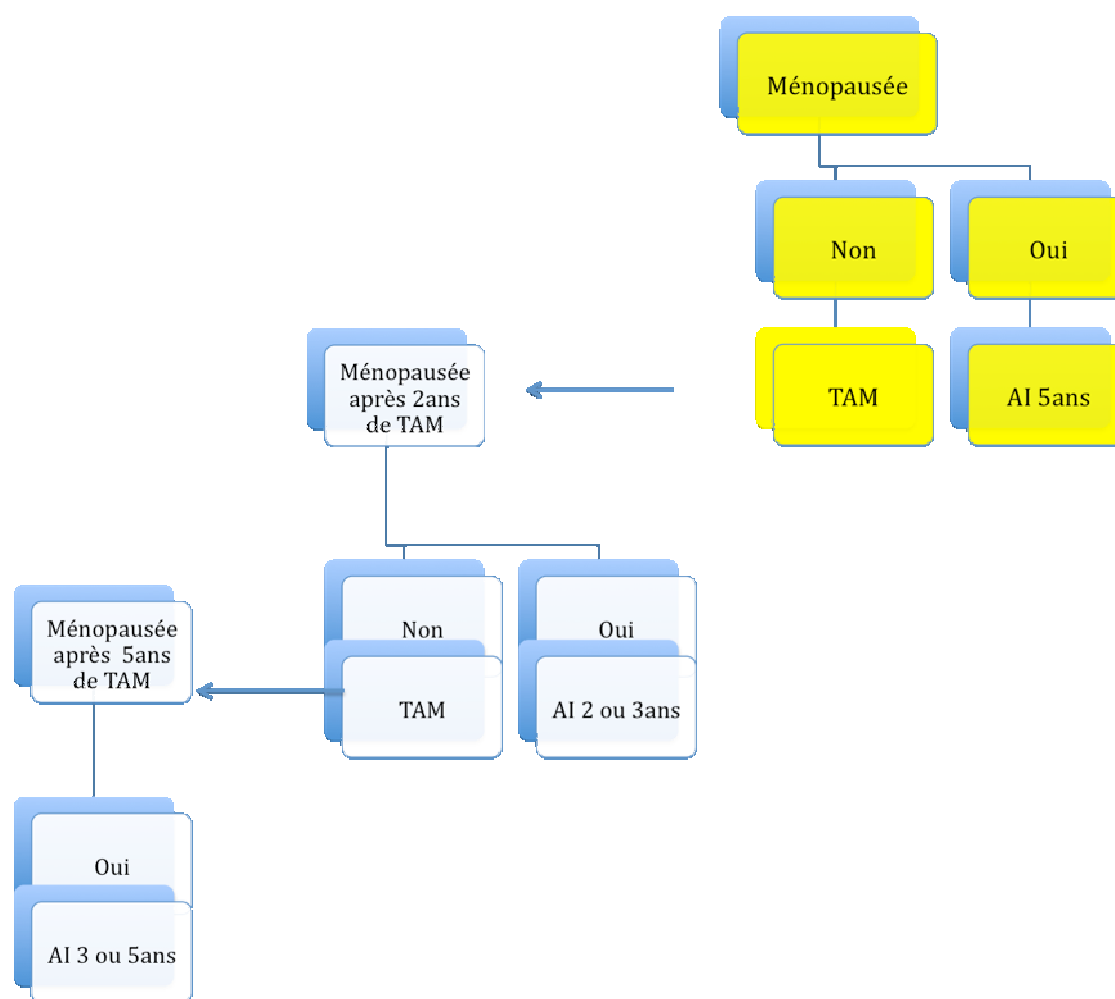 Ménopausée
Non
Oui
TAM
AI 5ans
Ménopausée
après 2ans
de TAM
Non
Oui
TAM
AI 2 ou 3ans
Ménopausée
après 5ans
de TAM
Oui
AI 3 ou 5ans